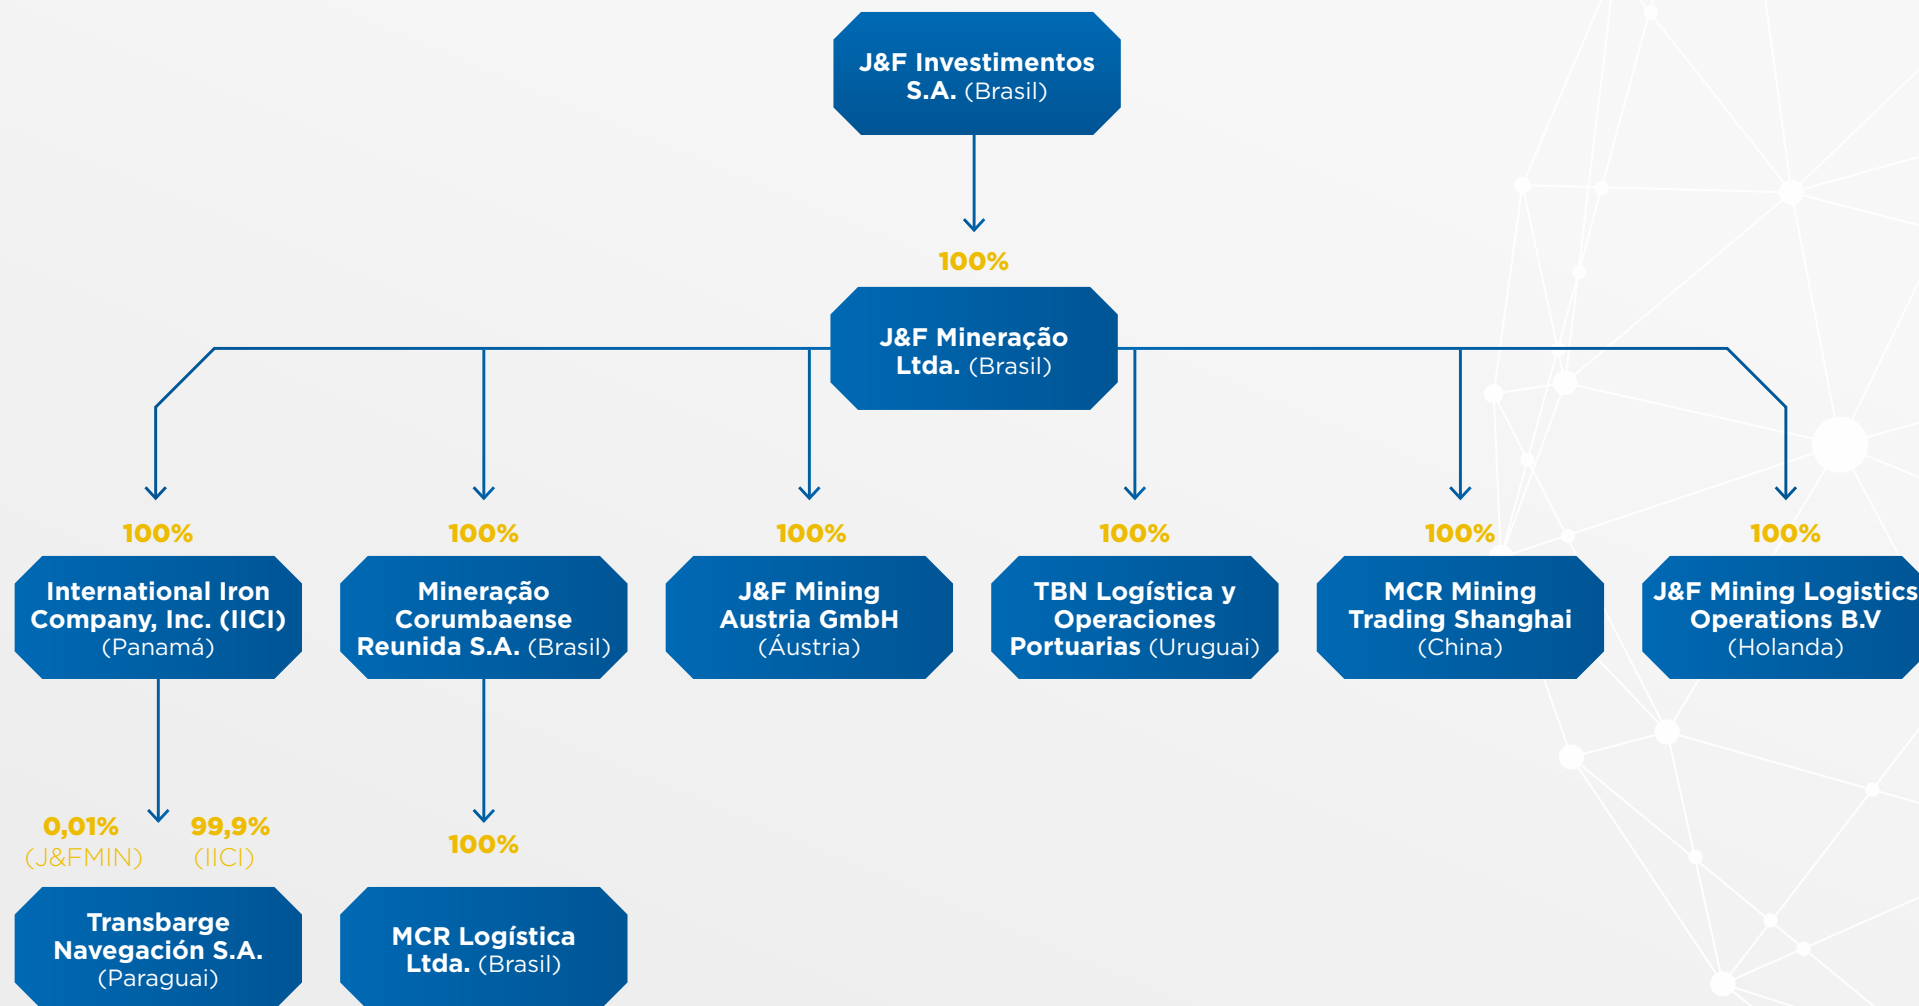 J&F Investimentos
S.A. (Brasil)
100%
J&F Mineração
Ltda. (Brasil)
100%
International Iron
Company, Inc. (IICI)
(Panamá)
100%
Mineração
Corumbaense
Reunida S.A. (Brasil)
100%
J&F Mining
Austria GmbH
(Áustria)
100%
TBN Logística y
Operaciones
Portuarias (Uruguai)
100%
MCR Mining
Trading Shanghai
(China)
100%
J&F Mining Logistics
Operations B.V
(Holanda)
0,01%
(J&FMIN)
99,9%
(IICI)
Transbarge
Navegación S.A.
(Paraguai)
100%
MCR Logística
Ltda. (Brasil)